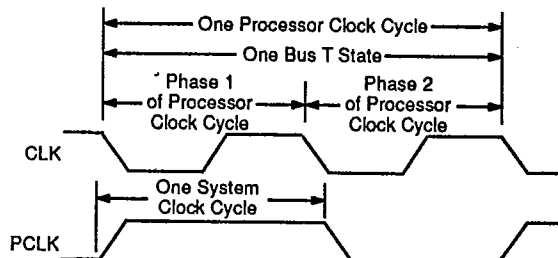 One Processor Clock Cycle
One Bus T State
Phase 1
of Processor
Clock Cycle
Phase 2
of Processor
Clock Cycle
CLK
One System
Clock Cycle
PCLK